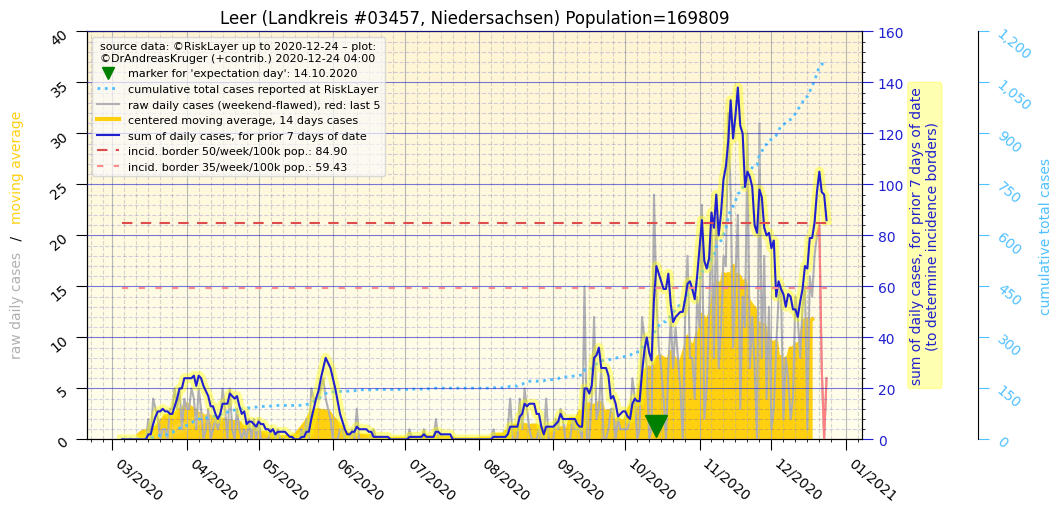 Leer (Landkreis #03457, Niedersachsen) Population=169809
source data: ©RiskLayer up to 2020-12-24 – plot:
©DrAndreasKruger (+contrib.) 2020-12-24 04:00
marker for 'expectation day': 14.10.2020
cumulative total cases reported at RiskLayer
raw daily cases (weekend-flawed), red: last 5
centered moving average, 14 days cases
sum of daily cases, for prior 7 days of date
incid. border 50/week/100k pop.: 84.90
incid. border 35/week/100k pop.: 59.43
raw daily cases / moving average
40
35
30
25
20
15
10
5
0
160
140
120
100
80
60
40
20
0
sum of daily cases, for prior 7 days of date
(to determine incidence borders)
1,200
1,050
900
750
600
450
300
150
0
cumulative total cases
03/2020
04/2020
05/2020
06/2020
07/2020
08/2020
09/2020
10/2020
11/2020
12/2020
01/2021